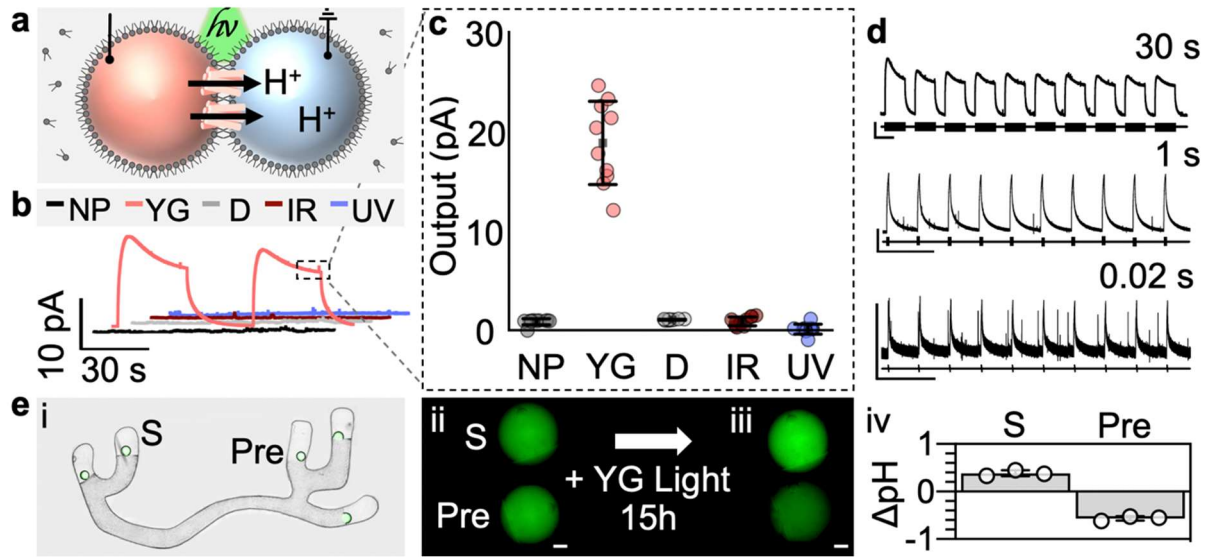 a
hν
H⁺
H⁺
b
NP YG D IR UV
10 pA
30 s
c
Output (pA)
30
20
10
0
NP YG D IR UV
d
30 s
1 s
0.02 s
e i
S
Pre
ii
S
Pre
+ YG Light
15h
iii
iv
S Pre
ΔpH
1
0
-1